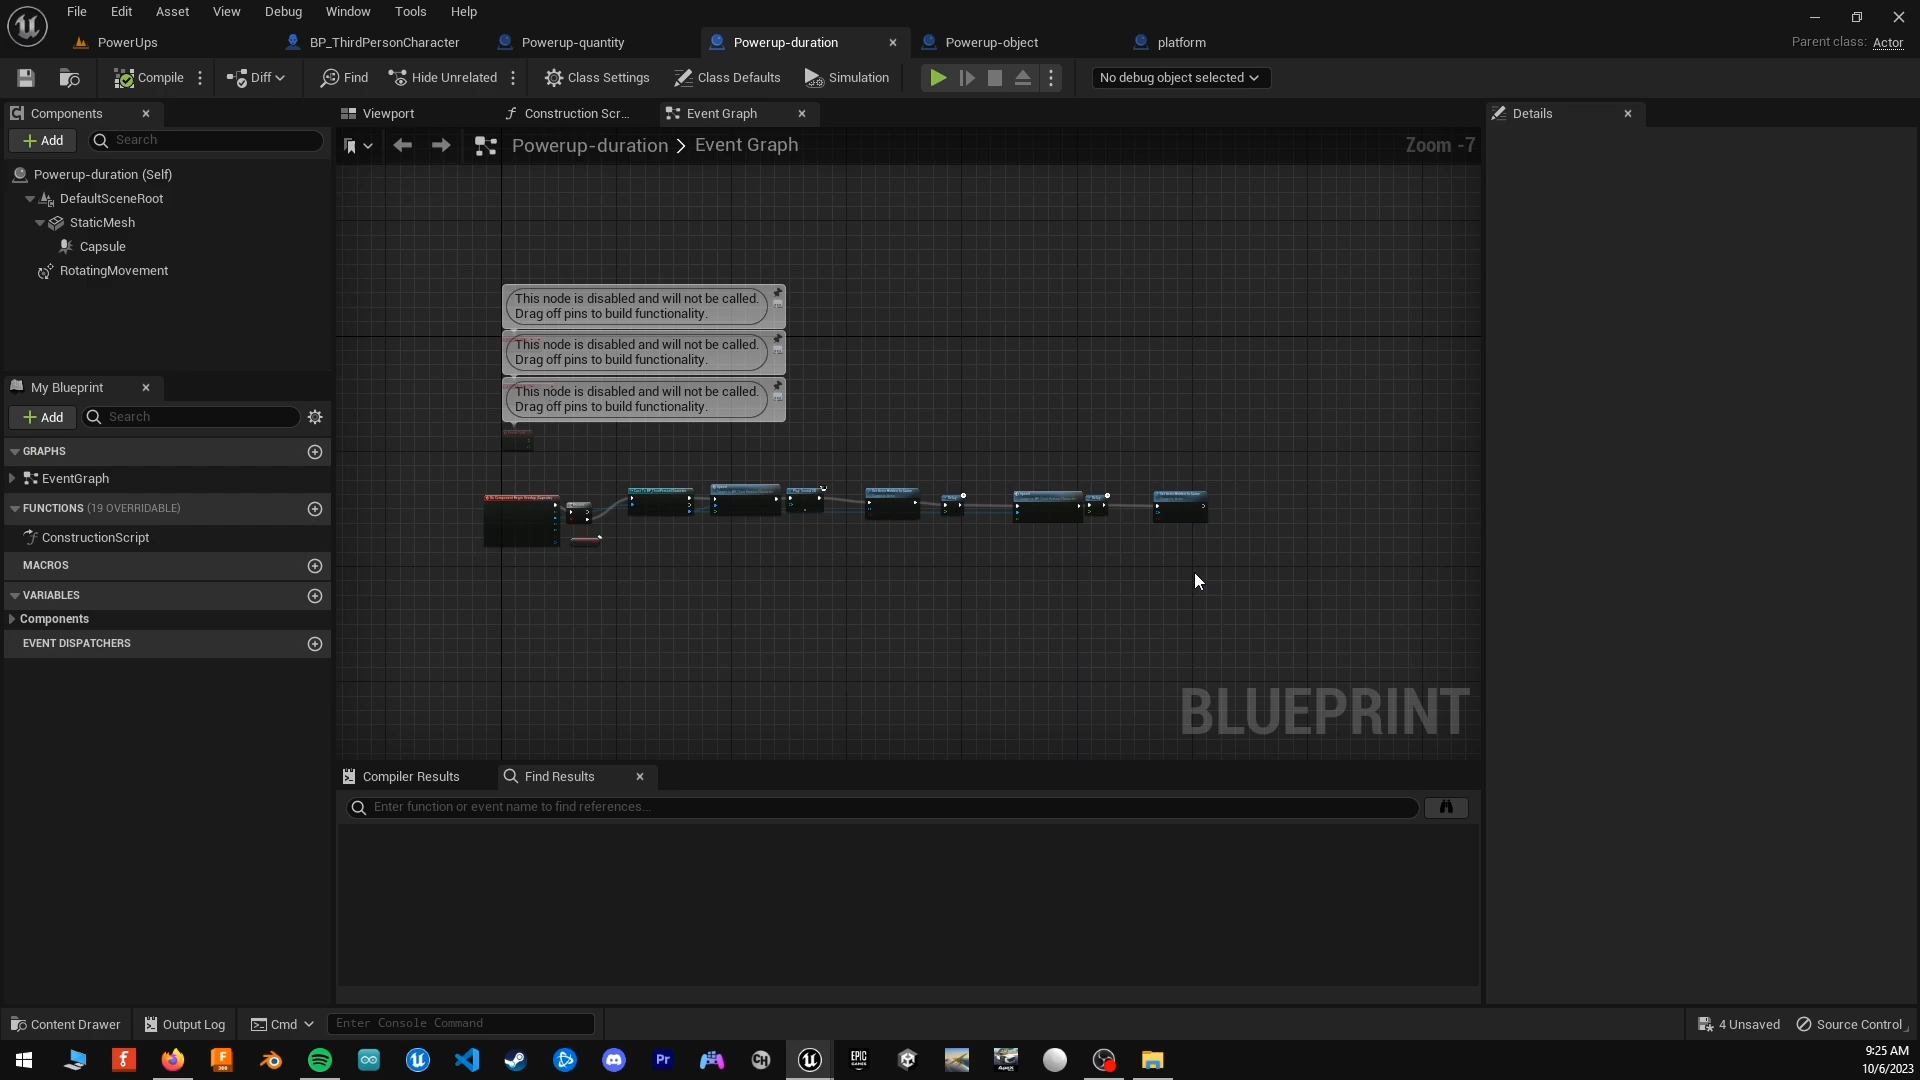 File Edit Asset View Debug Window Tools Help
PowerUps BP_ThirdPersonCharacter Powerup-quantity Powerup-duration Powerup-object platform
Parent class: Actor
Compile Diff Find Hide Unrelated Class Settings Class Defaults Simulation No debug object selected
Components
Add Search
Powerup-duration (Self)
DefaultSceneRoot
StaticMesh
Capsule
RotatingMovement
My Blueprint
Add Search
GRAPHS
EventGraph
FUNCTIONS (19 OVERRIDABLE)
ConstructionScript
MACROS
VARIABLES
Components
EVENT DISPATCHERS
Viewport Construction Scr... Event Graph
Powerup-duration > Event Graph
Zoom -7
This node is disabled and will not be called.
Drag off pins to build functionality.
This node is disabled and will not be called.
Drag off pins to build functionality.
This node is disabled and will not be called.
Drag off pins to build functionality.
BLUEPRINT
Compiler Results Find Results
Enter function or event name to find references...
Details
Content Drawer Output Log Cmd Enter Console Command
4 Unsaved Source Control
9:25 AM
10/6/2023